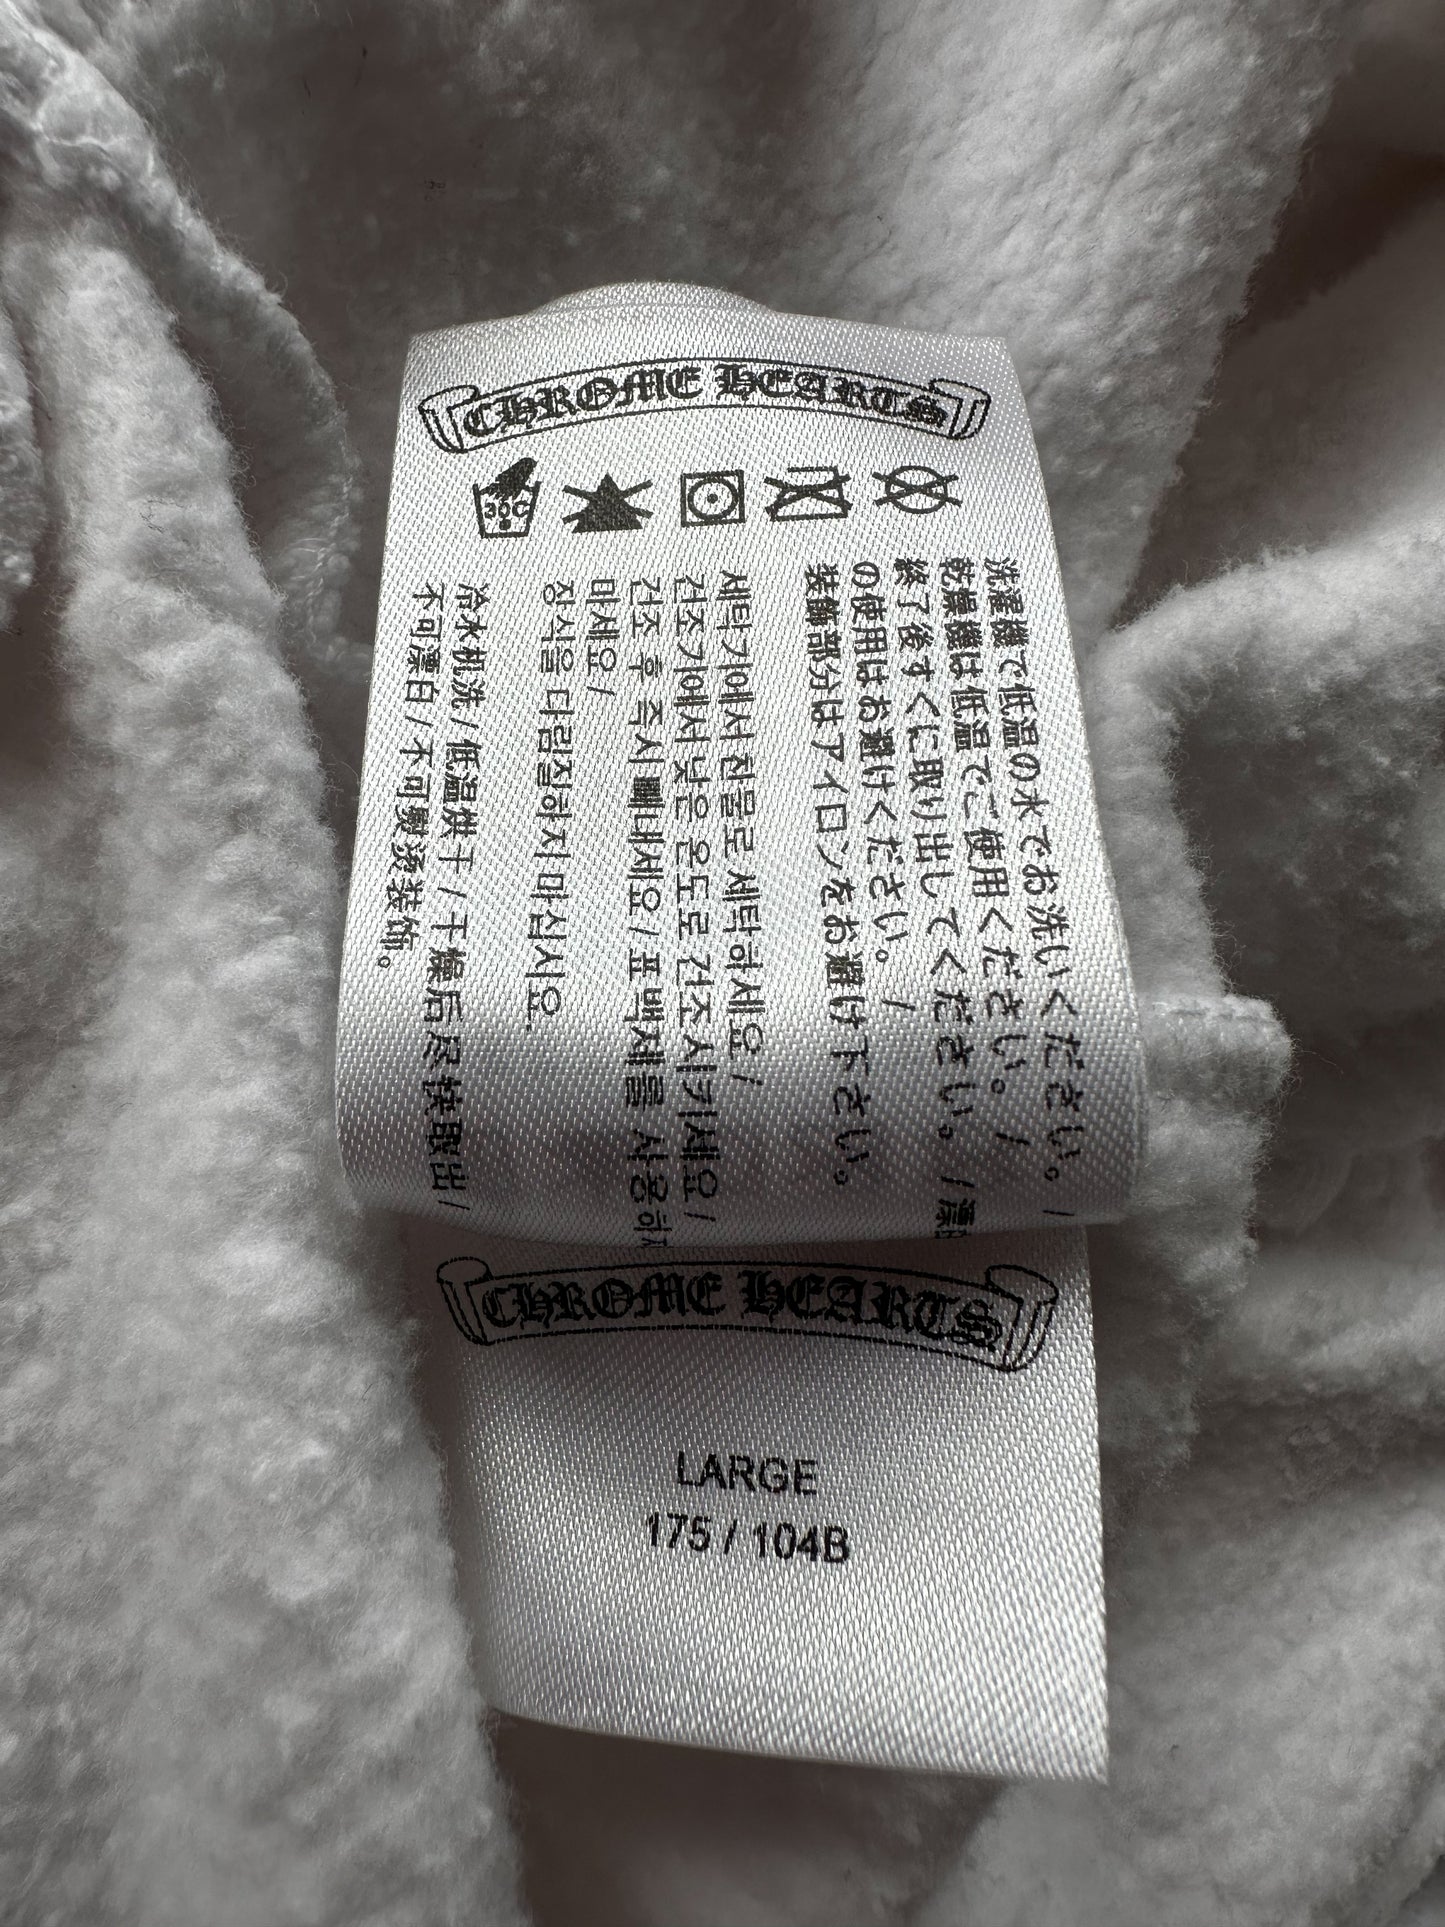 CHROME HEARTS
30C
洗濯機で低温の水でお洗いください。/
乾燥機は低温でご使用ください。/
終了後すぐに取り出してください。/漂白
の使用はお避けください。/
装飾部分はアイロンをお避け下さい。
세탁기에서 찬물로 세탁하세요/
건조기에서 낮은 온도로 건조시키세요/
건조 후 즉시 빼내세요/표백제를 사용하지
마세요/
장식을 다림질하지 마십시오.
冷水机洗/低温烘干/干燥后尽快取出/
不可漂白/不可熨烫装饰。
CHROME HEARTS
LARGE
175 / 104B